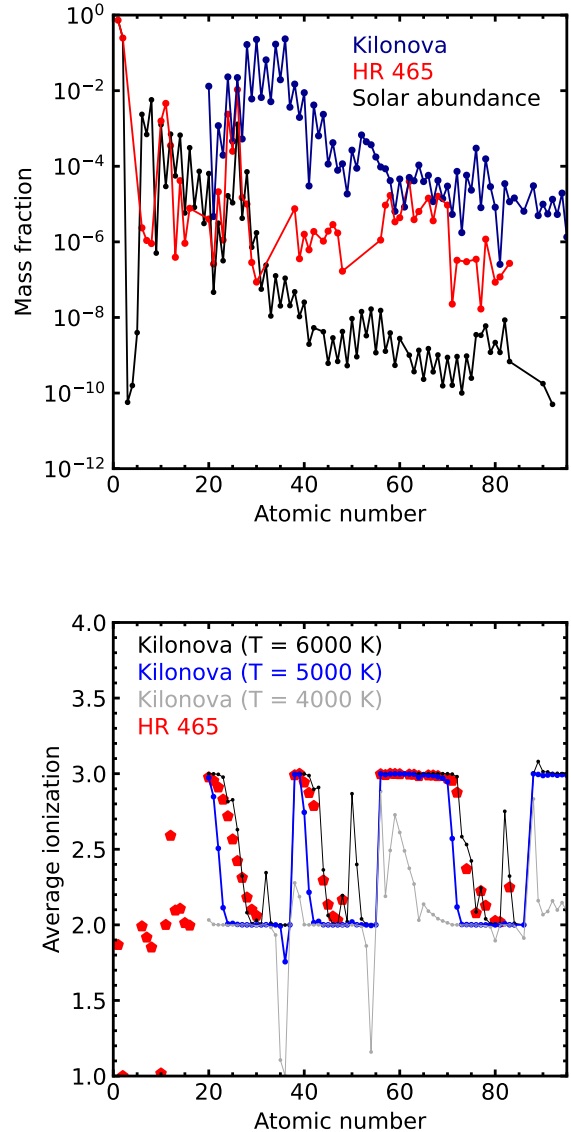 10^0
10^−2
10^−4
10^−6
10^−8
10^−10
10^−12
Mass fraction
Kilonova
HR 465
Solar abundance
0 20 40 60 80
Atomic number
4.0
3.5
3.0
2.5
2.0
1.5
1.0
Average ionization
Kilonova (T = 6000 K)
Kilonova (T = 5000 K)
Kilonova (T = 4000 K)
HR 465
0 20 40 60 80
Atomic number